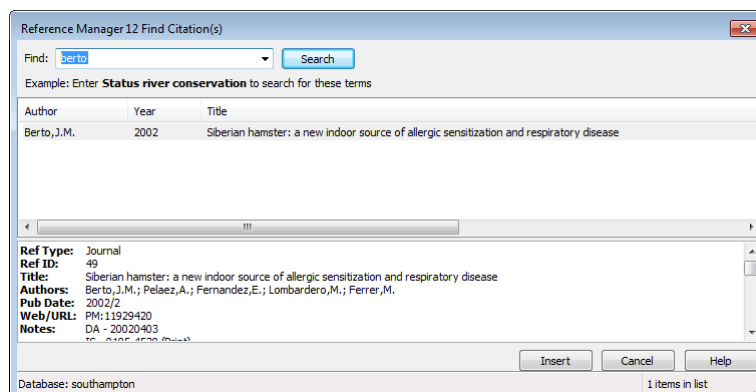 Reference Manager 12 Find Citation(s)
Find: berto Search
Example: Enter Status river conservation to search for these terms
Author Year Title
Berto,J.M. 2002 Siberian hamster: a new indoor source of allergic sensitization and respiratory disease
Ref Type: Journal
Ref ID: 49
Title: Siberian hamster: a new indoor source of allergic sensitization and respiratory disease
Authors: Berto,J.M.; Pelaez,A.; Fernandez,E.; Lombardero,M.; Ferrer,M.
Pub Date: 2002/2
Web/URL: PM:11929420
Notes: DA - 20020403
Insert Cancel Help
Database: southampton 1 items in list